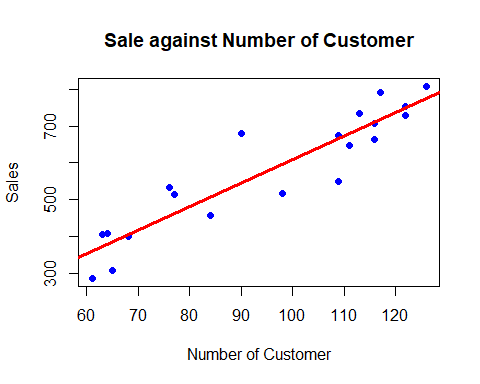 Sale against Number of Customer
Sales
700
500
300
60 70 80 90 100 110 120
Number of Customer